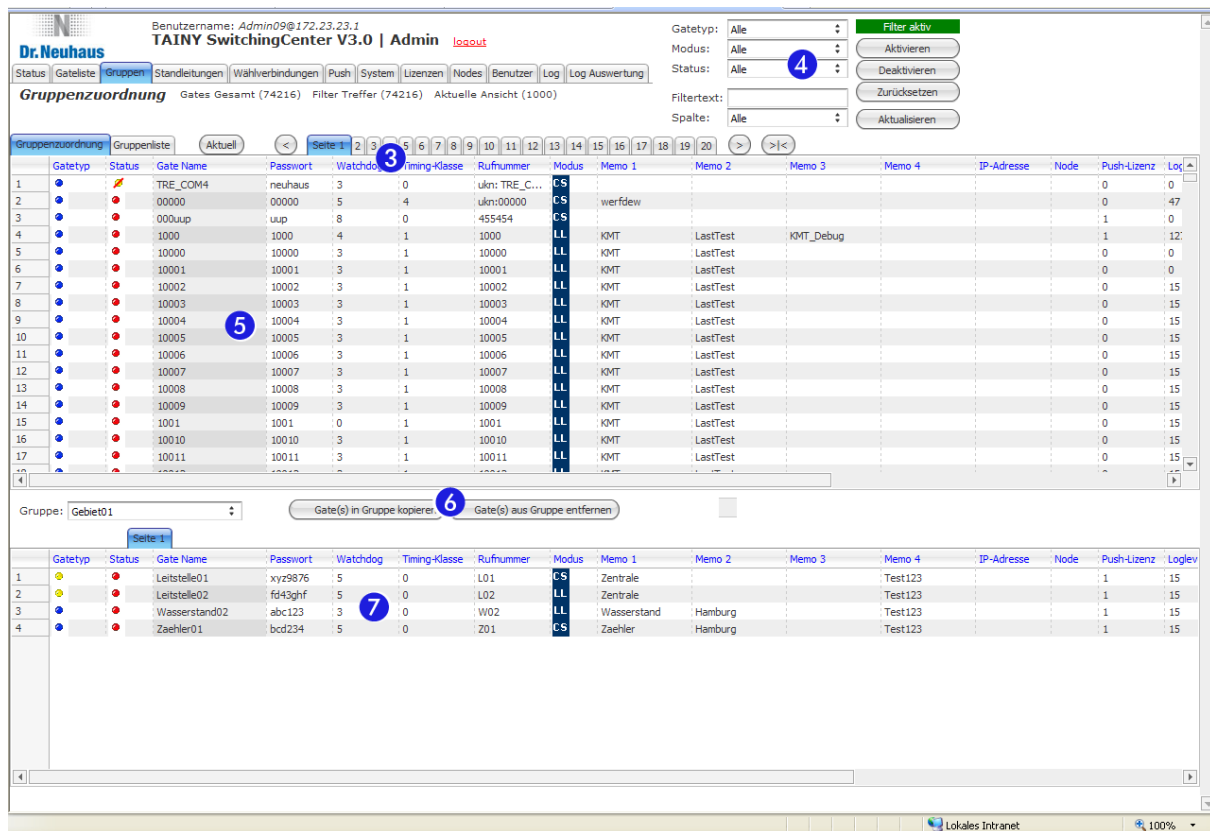 Dr.Neuhaus
Benutzername: Admin09@172.23.23.1
TAINY SwitchingCenter V3.0 | Admin logout
Status Gateliste Gruppen Standleitungen Wählverbindungen Push System Lizenzen Nodes Benutzer Log Log Auswertung
Gruppenzuordnung Gates Gesamt (74216) Filter Treffer (74216) Aktuelle Ansicht (1000)
Gatetyp: Alle Filter aktiv
Modus: Alle Aktivieren
Status: Alle 4 Deaktivieren
Zurücksetzen
Filtertext:
Spalte: Alle Aktualisieren
Gruppenzuordnung Gruppenliste Aktuell < Seite 1 2 3 5 6 7 8 9 10 11 12 13 14 15 16 17 18 19 20 > >|<
3
Gatetyp Status Gate Name Passwort Watchdog Timing-Klasse Rufnummer Modus Memo 1 Memo 2 Memo 3 Memo 4 IP-Adresse Node Push-Lizenz Log
1 TRE_COM4 neuhaus 3 0 ukn: TRE_C... CS 0 0
2 00000 00000 5 4 ukn:00000 CS werfdew 0 47
3 000uup uup 8 0 455454 CS 1 0
4 1000 1000 4 1 1000 LL KMT LastTest KMT_Debug 1 12
5 10000 10000 3 1 10000 LL KMT LastTest 0 0
6 10001 10001 3 1 10001 LL KMT LastTest 0 0
7 10002 10002 3 1 10002 LL KMT LastTest 0 15
8 10003 10003 3 1 10003 LL KMT LastTest 0 15
9 10004 10004 3 1 10004 LL KMT LastTest 0 15
5
10 10005 10005 3 1 10005 LL KMT LastTest 0 15
11 10006 10006 3 1 10006 LL KMT LastTest 0 15
12 10007 10007 3 1 10007 LL KMT LastTest 0 15
13 10008 10008 3 1 10008 LL KMT LastTest 0 15
14 10009 10009 3 1 10009 LL KMT LastTest 0 15
15 1001 1001 0 1 1001 LL KMT LastTest 0 15
16 10010 10010 3 1 10010 LL KMT LastTest 0 15
17 10011 10011 3 1 10011 LL KMT LastTest 0 15
Gruppe: Gebiet01 Gate(s) in Gruppe kopieren 6 Gate(s) aus Gruppe entfernen
Seite 1
Gatetyp Status Gate Name Passwort Watchdog Timing-Klasse Rufnummer Modus Memo 1 Memo 2 Memo 3 Memo 4 IP-Adresse Node Push-Lizenz Loglev
1 Leitstelle01 xyz9876 5 0 L01 CS Zentrale Test123 1 15
2 Leitstelle02 fd43ghf 5 0 L02 LL Zentrale Test123 1 15
3 Wasserstand02 abc123 3 7 0 W02 LL Wasserstand Hamburg Test123 1 15
4 Zaehler01 bcd234 5 0 Z01 CS Zaehler Hamburg Test123 1 15
Lokales Intranet 100%